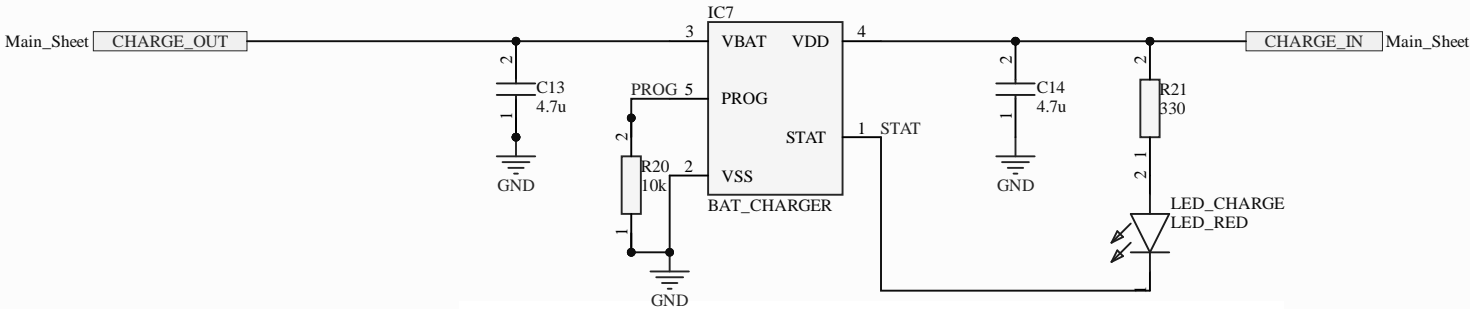 IC7
Main_Sheet CHARGE_OUT 3 VBAT VDD 4 CHARGE_IN Main_Sheet
2 2 2
C13 C14 R21
4.7u 4.7u 330
PROG 5 PROG
1 1
2 STAT 1 STAT
R20 2 VSS 1
10k 2
GND GND
BAT_CHARGER LED_CHARGE
LED_RED
1
GND 1